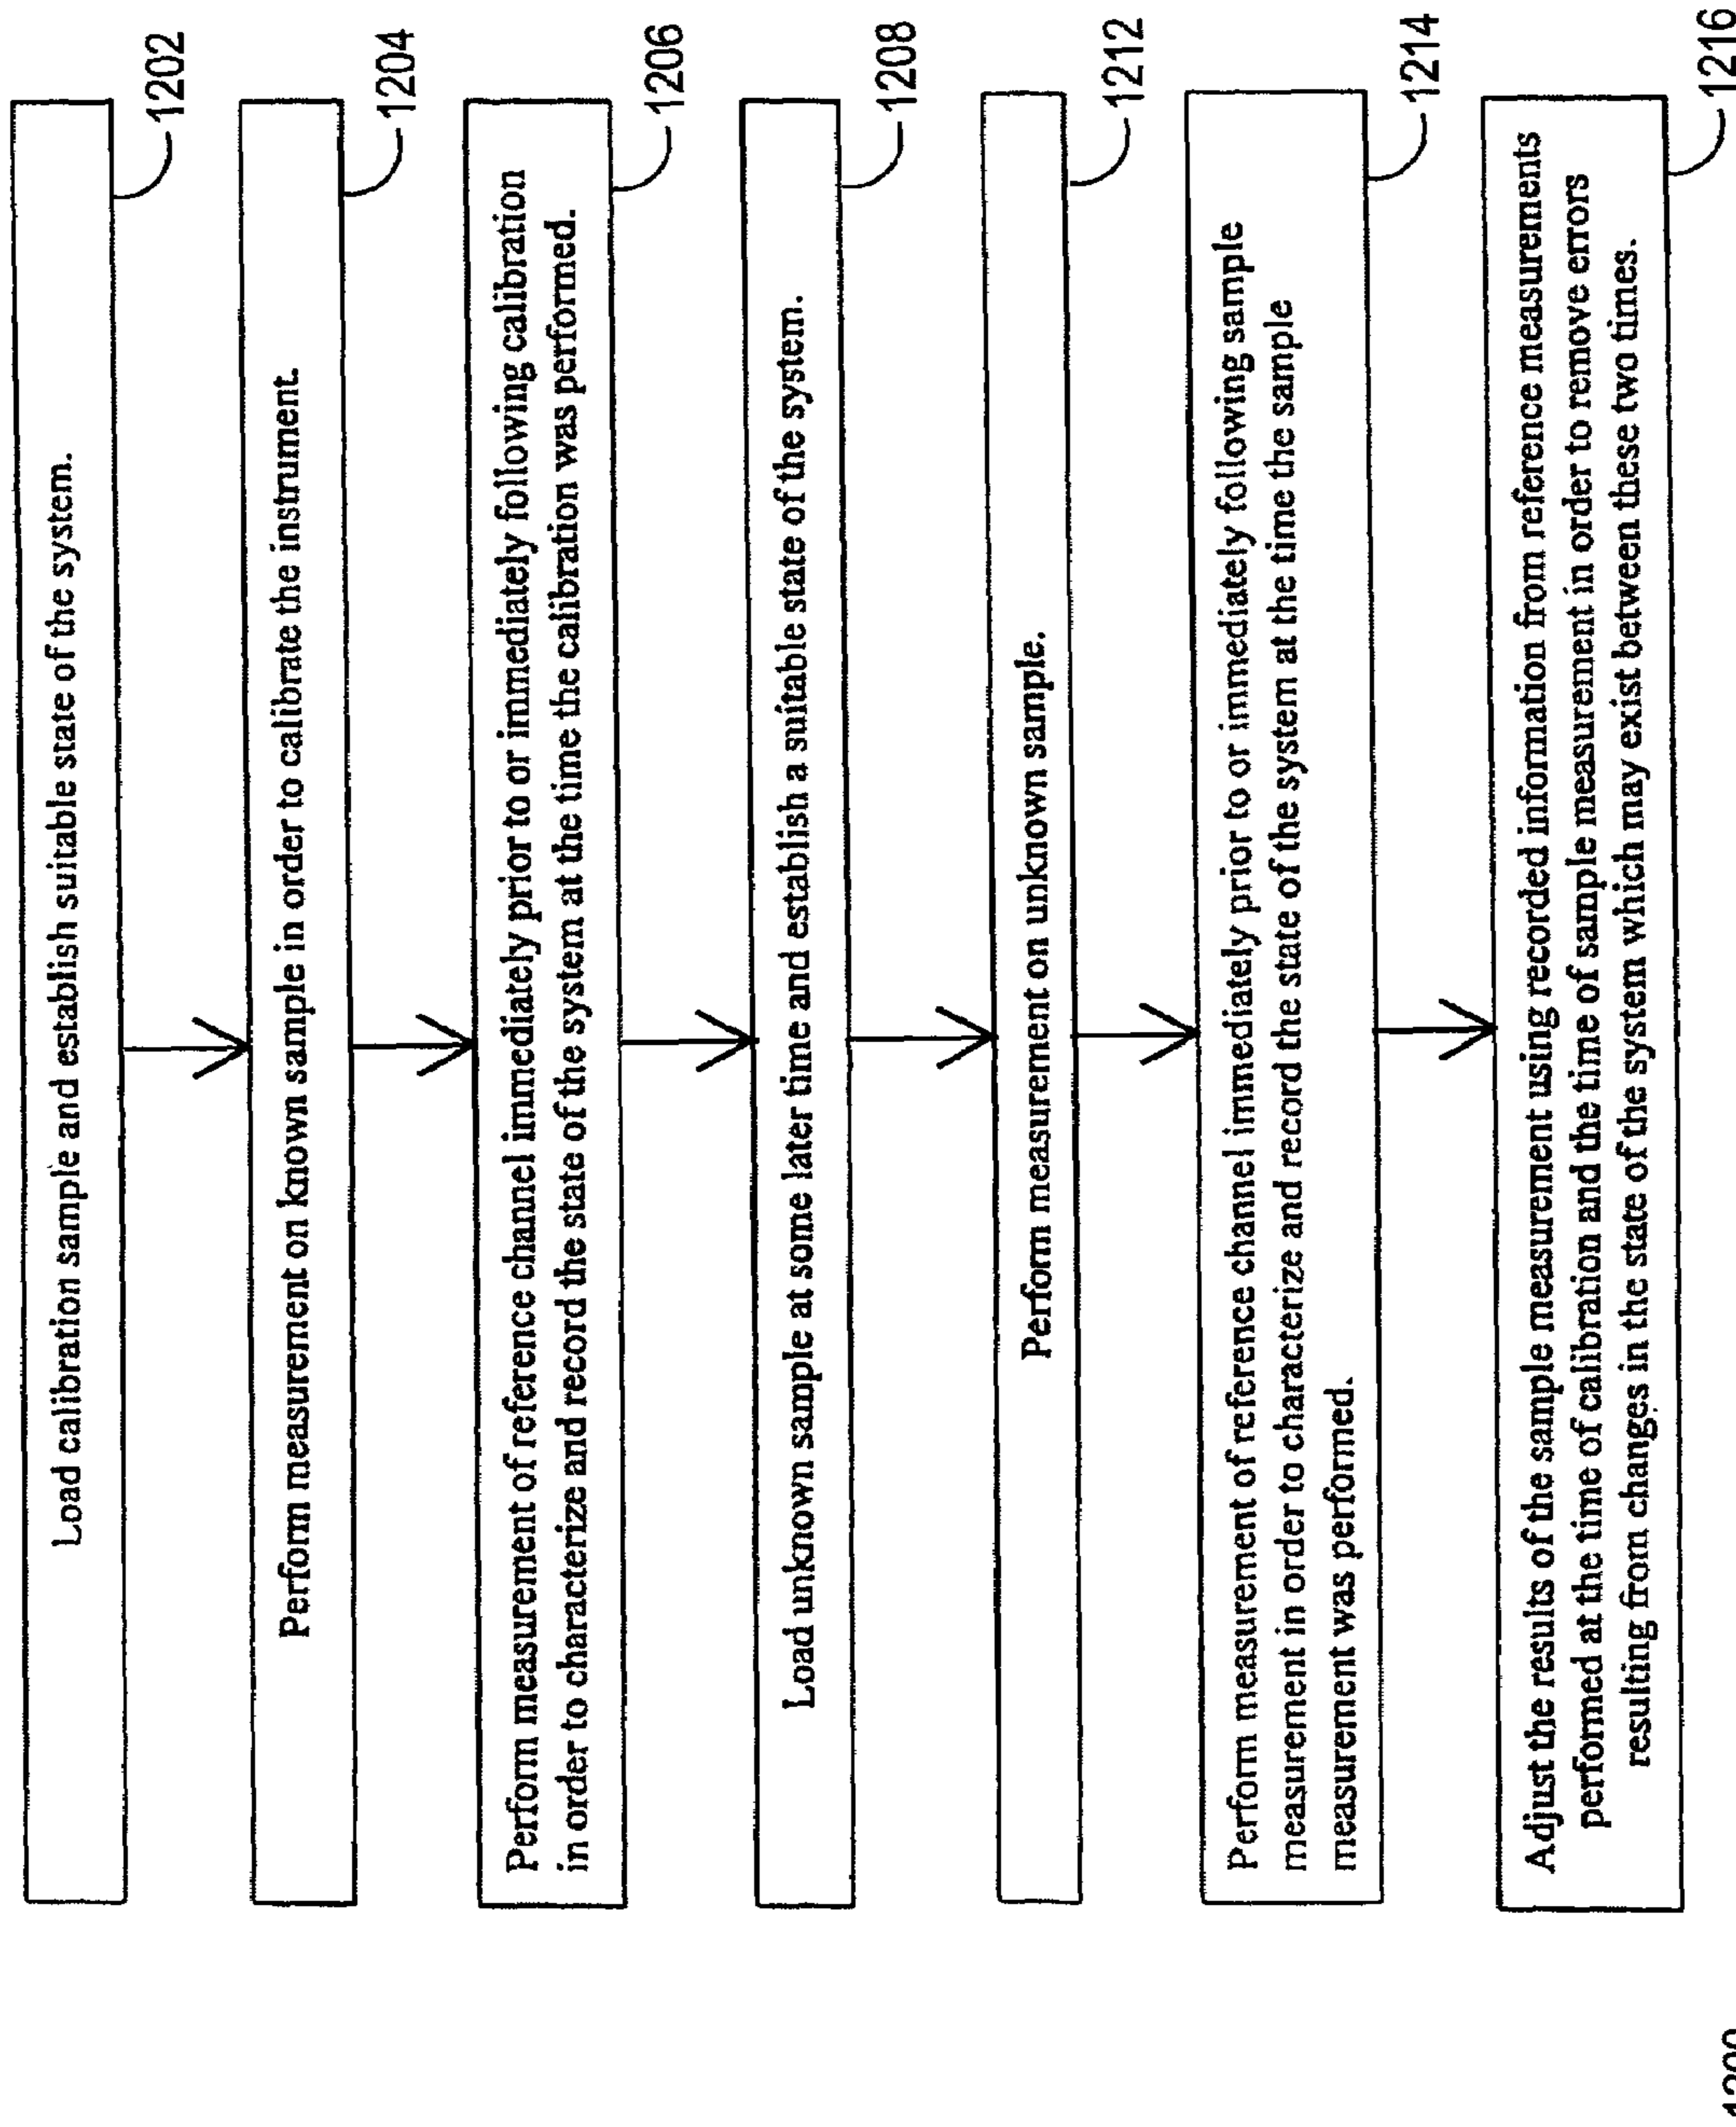 Load calibration sample and establish suitable state of the system.
1202
Perform measurement on known sample in order to calibrate the instrument.
1204
Perform measurement of reference channel immediately prior to or immediately following calibration
in order to characterize and record the state of the system at the time the calibration was performed.
1206
Load unknown sample at some later time and establish a suitable state of the system.
1208
Perform measurement on unknown sample.
1212
Perform measurement of reference channel immediately prior to or immediately following sample
measurement in order to characterize and record the state of the system at the time the sample
measurement was performed.
1214
Adjust the results of the sample measurement using recorded information from reference measurements
performed at the time of calibration and the time of sample measurement in order to remove errors
resulting from changes in the state of the system which may exist between these two times.
1216